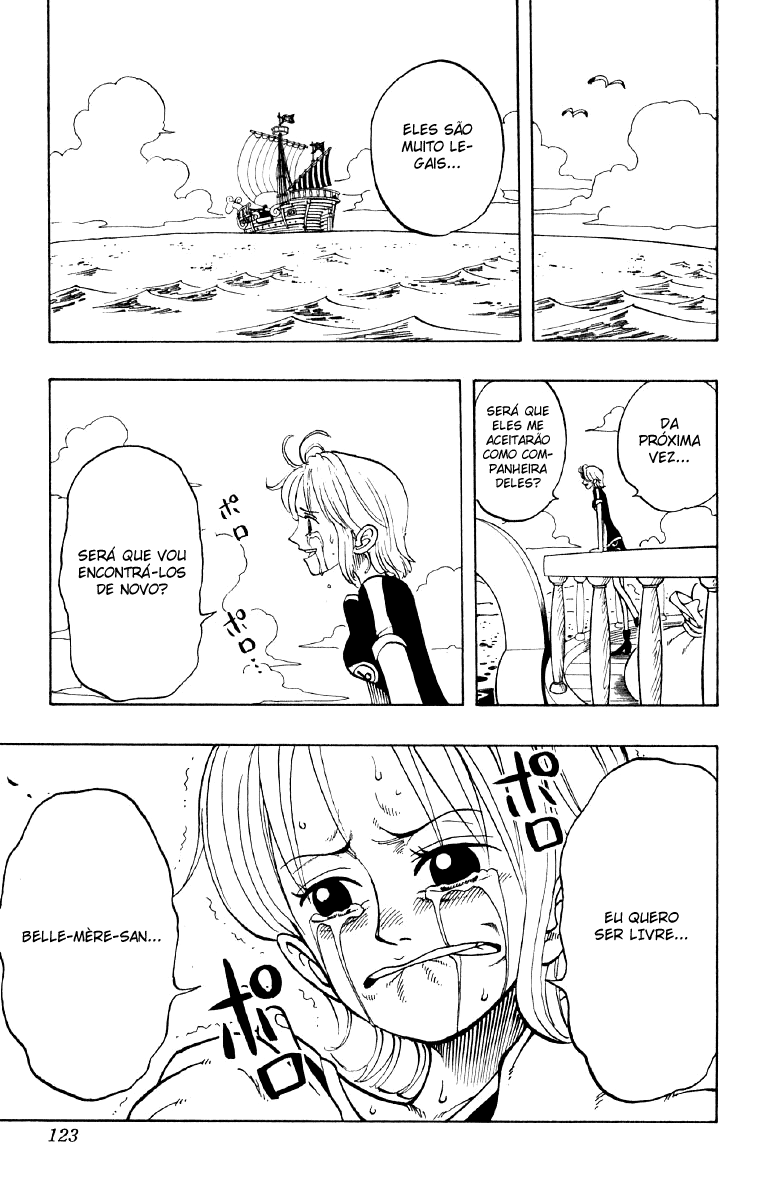 ELES SÃO
MUITO LE-
GAIS...
DA
PRÓXIMA
VEZ...
SERÁ QUE
ELES ME
ACEITARÃO
COMO COM-
PANHEIRA
DELES?
ポロ
SERÁ QUE VOU
ENCONTRÁ-LOS
DE NOVO?
ポロ...
ポロ
EU QUERO
SER LIVRE...
BELLE-MÈRE-SAN...
ポロ
123